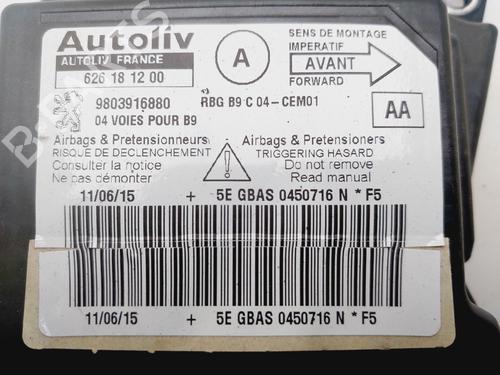 Autoliv
AUTOLIV FRANCE
626 18 12 00
A
SENS DE MONTAGE
IMPERATIF
AVANT
FORWARD
9803916880
RBG B9 C 04-CEM01
04 VOIES POUR B9
AA
Airbags & Pretensionneurs
RISQUE DE DECLENCHEMENT
Consulter la notice
Ne pas démonter
Airbags & Pretensioners
TRIGGERING HASARD
Do not remove
Read manual
11/06/15 + 5E GBAS 0450716 N * F5
11/06/15 + 5E GBAS 0450716 N * F5